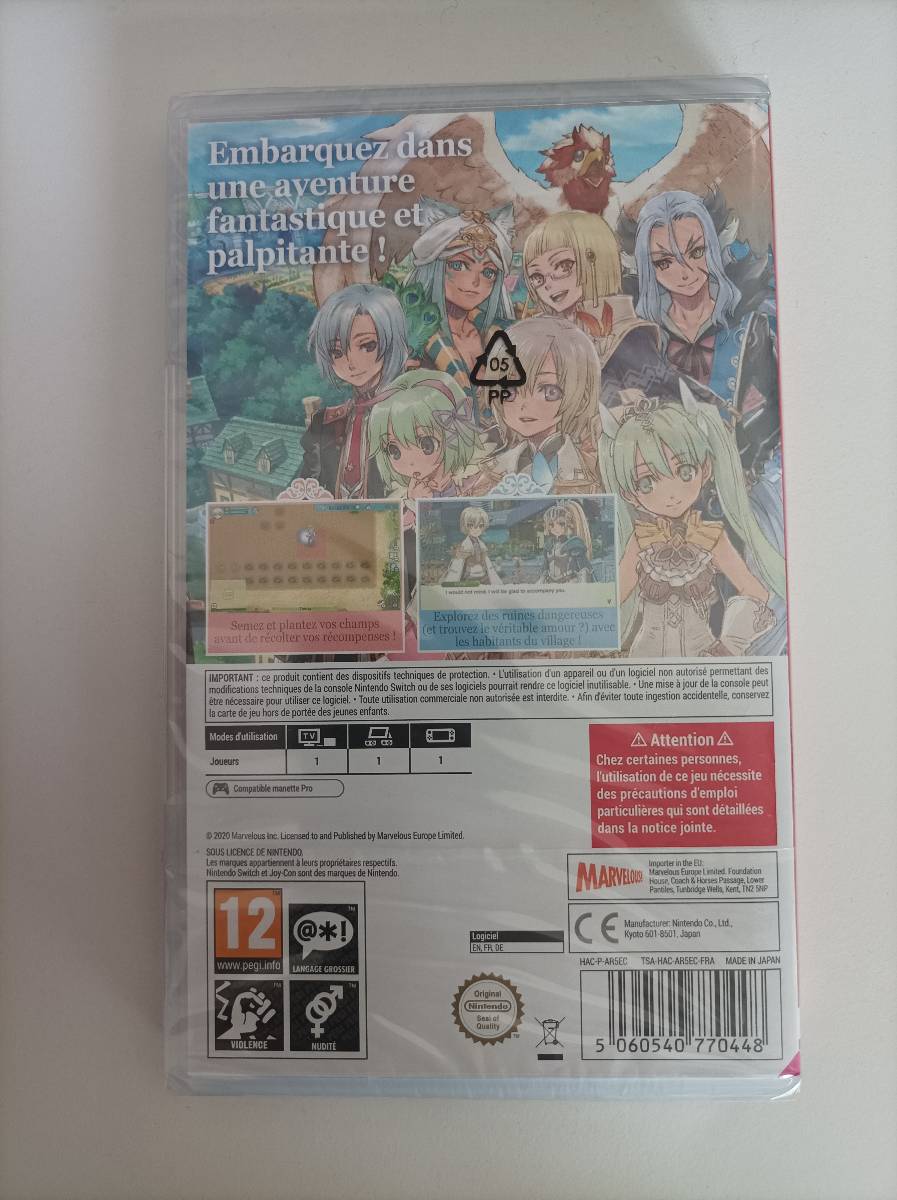 Embarquez dans
une aventure
fantastique et
palpitante !
05
PP
I would not mind. I will be glad to accompany you.
Semez et plantez vos champs
avant de récolter vos récompenses !
Explorez des ruines dangereuses
(et trouvez le véritable amour ?) avec
les habitants du village !
IMPORTANT : ce produit contient des dispositifs techniques de protection. • L'utilisation d'un appareil ou d'un logiciel non autorisé permettant des
modifications techniques de la console Nintendo Switch ou de ses logiciels pourrait rendre ce logiciel inutilisable. • Une mise à jour de la console peut
être nécessaire pour utiliser ce logiciel. • Toute utilisation commerciale non autorisée est interdite. • Afin d'éviter toute ingestion accidentelle, conservez
la carte de jeu hors de portée des jeunes enfants.
Modes d'utilisation
TV
Joueurs
1
1
1
Compatible manette Pro
Attention
Chez certaines personnes,
l'utilisation de ce jeu nécessite
des précautions d'emploi
particulières qui sont détaillées
dans la notice jointe.
© 2020 Marvelous Inc. Licensed to and Published by Marvelous Europe Limited.
SOUS LICENCE DE NINTENDO.
Les marques appartiennent à leurs propriétaires respectifs.
Nintendo Switch et Joy-Con sont des marques de Nintendo.
MARVELOUS!
Importer in the EU:
Marvelous Europe Limited. Foundation
House, Coach & Horses Passage, Lower
Pantiles, Tunbridge Wells, Kent, TN2 5NP
12
www.pegi.info
@*!
LANGAGE GROSSIER
VIOLENCE
NUDITÉ
Logiciel
EN, FR, DE
CE
Manufacturer: Nintendo Co., Ltd.,
Kyoto 601-8501, Japan
HAC-P-AR5EC TSA-HAC-AR5EC-FRA MADE IN JAPAN
Original
Nintendo
Seal of
Quality
5 060540 770448